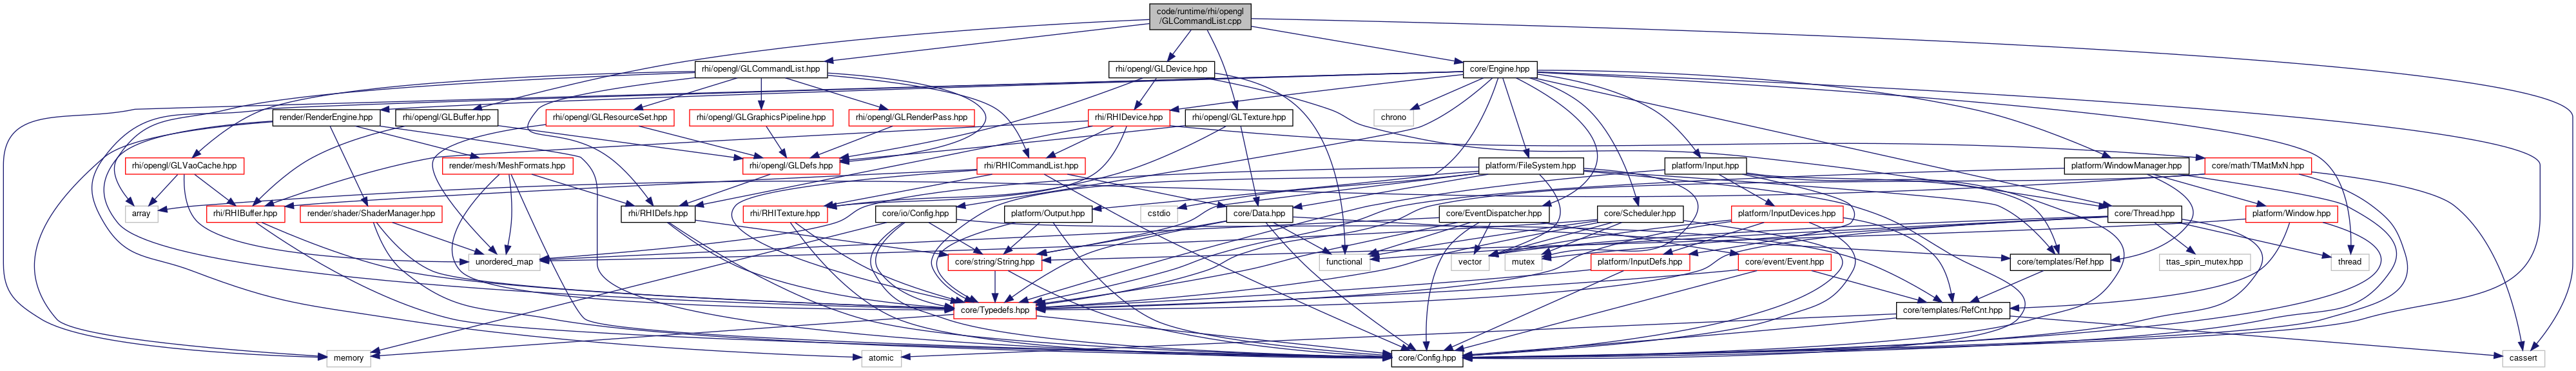 code/runtime/rhi/opengl
/GLCommandList.cpp
rhi/opengl/GLCommandList.hpp
rhi/opengl/GLDevice.hpp
core/Engine.hpp
render/RenderEngine.hpp
rhi/opengl/GLBuffer.hpp
rhi/opengl/GLResourceSet.hpp
rhi/opengl/GLGraphicsPipeline.hpp
rhi/opengl/GLRenderPass.hpp
rhi/RHIDevice.hpp
rhi/opengl/GLTexture.hpp
chrono
rhi/opengl/GLVaoCache.hpp
render/mesh/MeshFormats.hpp
rhi/opengl/GLDefs.hpp
rhi/RHICommandList.hpp
platform/FileSystem.hpp
platform/Input.hpp
platform/WindowManager.hpp
core/math/TMatMxN.hpp
array
rhi/RHIBuffer.hpp
render/shader/ShaderManager.hpp
rhi/RHIDefs.hpp
rhi/RHITexture.hpp
core/io/Config.hpp
platform/Output.hpp
cstdio
core/Data.hpp
core/EventDispatcher.hpp
core/Scheduler.hpp
platform/InputDevices.hpp
core/Thread.hpp
platform/Window.hpp
unordered_map
core/string/String.hpp
functional
vector
mutex
platform/InputDefs.hpp
core/event/Event.hpp
core/templates/Ref.hpp
ttas_spin_mutex.hpp
thread
core/Typedefs.hpp
core/templates/RefCnt.hpp
memory
atomic
core/Config.hpp
cassert